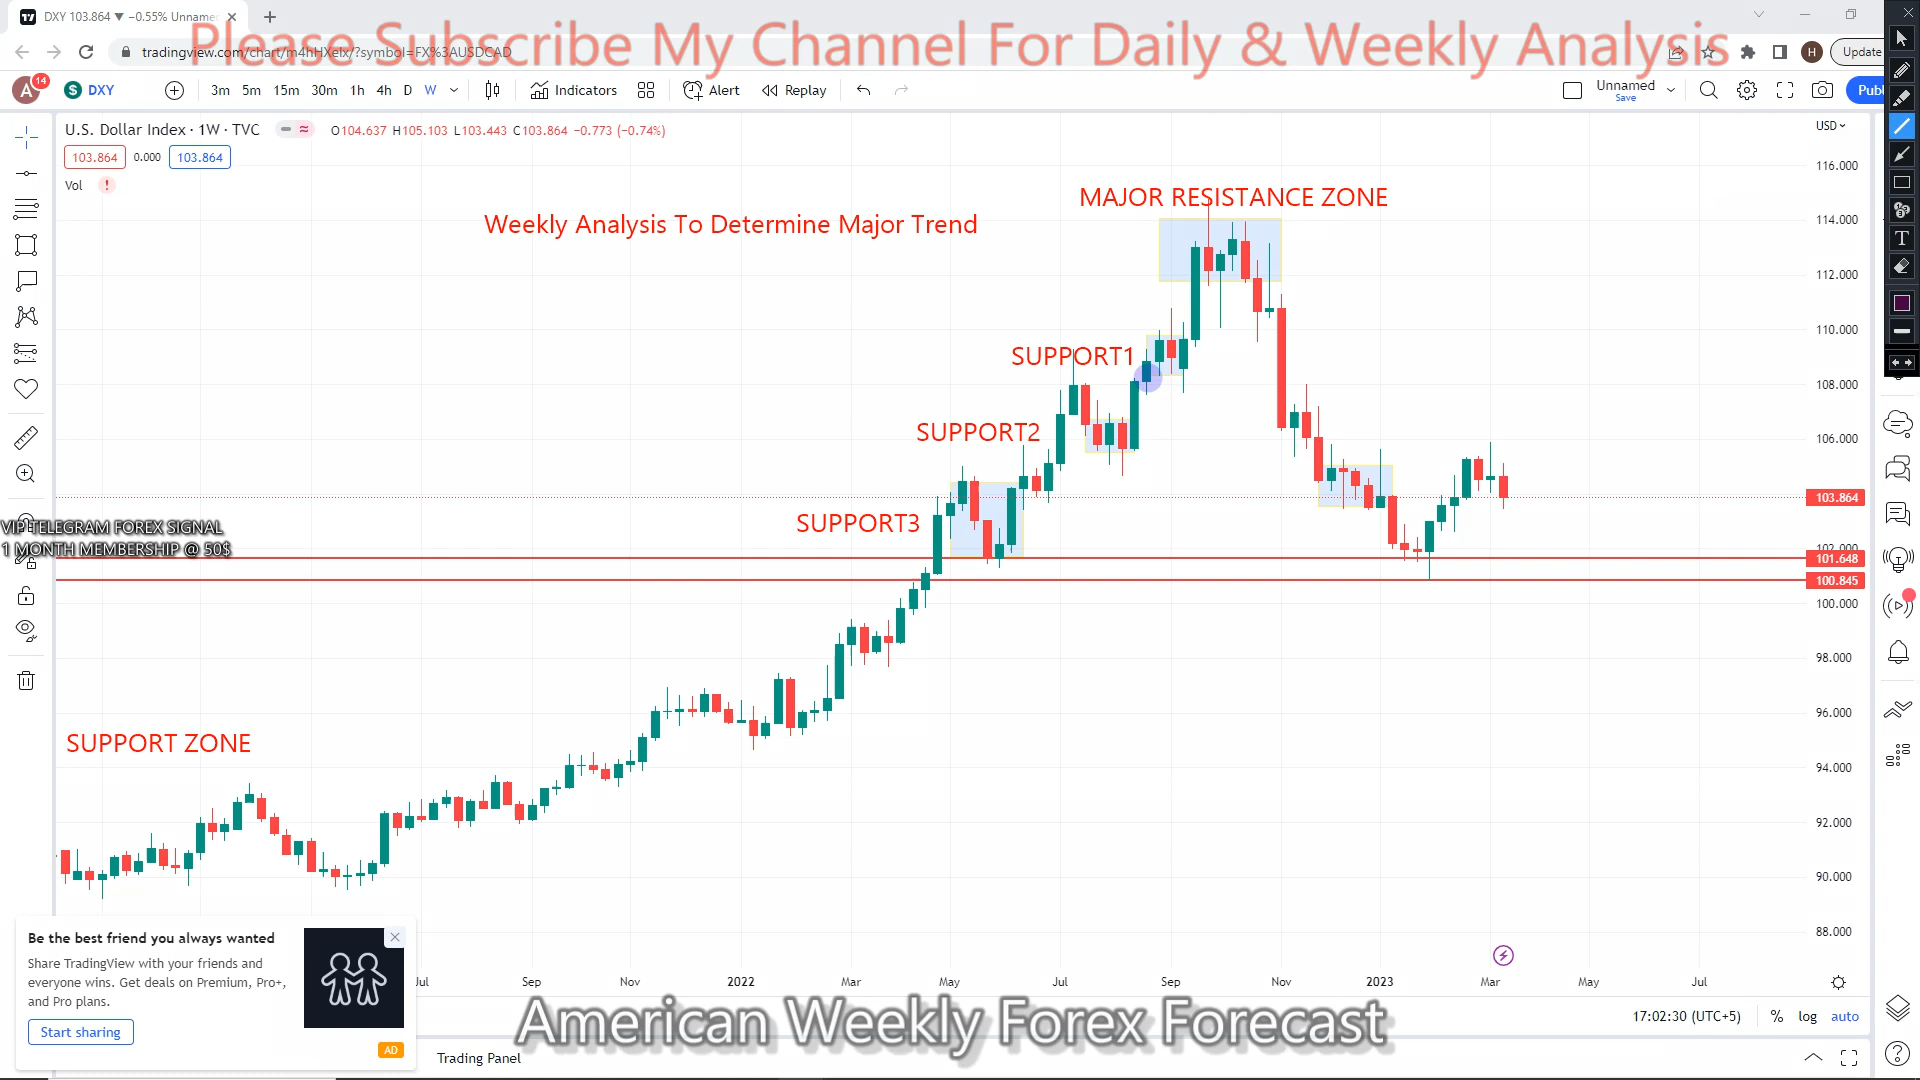 DXY 103.864 ▼ −0.55% Unnamed
Please Subscribe My Channel For Daily & Weekly Analysis
tradingview.com/chart/m4hHXelx/?symbol=FX%3AUSDCAD
H
Update
A 14
S DXY
3m 5m 15m 30m 1h 4h D W
Indicators
Alert
Replay
Unnamed
Save
Publ
U.S. Dollar Index · 1W · TVC
O104.637 H105.103 L103.443 C103.864 −0.773 (−0.74%)
USD
103.864 0.000 103.864
Vol !
116.000
MAJOR RESISTANCE ZONE
Weekly Analysis To Determine Major Trend
114.000
112.000
110.000
SUPPORT1
108.000
SUPPORT2
106.000
103.864
SUPPORT3
VIP TELEGRAM FOREX SIGNAL
1 MONTH MEMBERSHIP @ 50$
102.000
101.648
100.845
100.000
98.000
96.000
SUPPORT ZONE
94.000
92.000
90.000
88.000
Be the best friend you always wanted
Share TradingView with your friends and
everyone wins. Get deals on Premium, Pro+,
and Pro plans.
Start sharing
AD
Jul Sep Nov 2022 Mar May Jul Sep Nov 2023 Mar May Jul
American Weekly Forex Forecast
17:02:30 (UTC+5) % log auto
Trading Panel